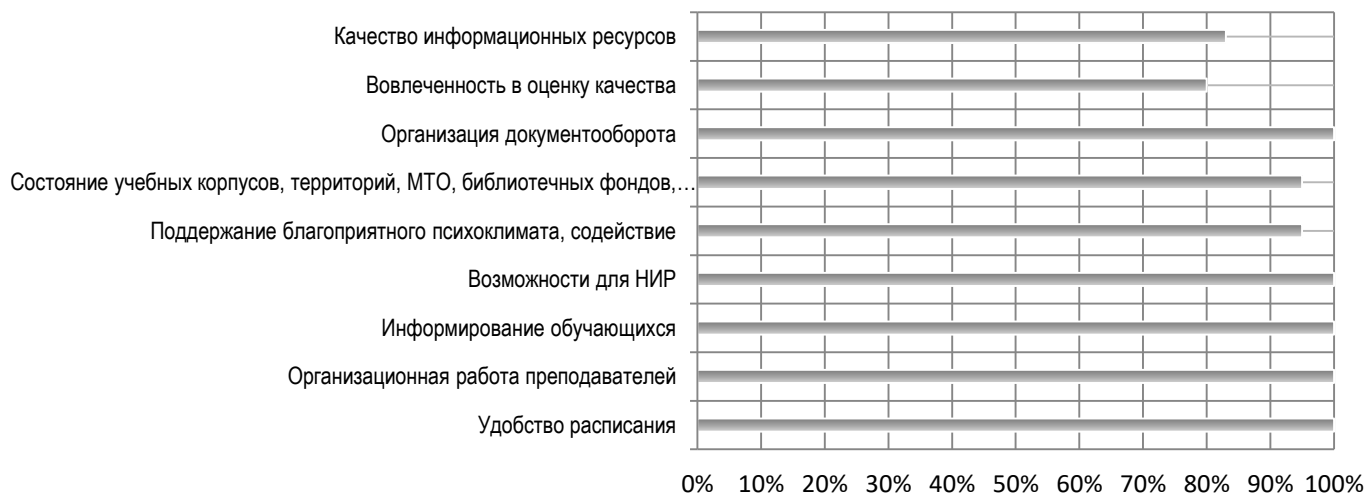 Качество информационных ресурсов
Вовлеченность в оценку качества
Организация документооборота
Состояние учебных корпусов, территорий, МТО, библиотечных фондов,…
Поддержание благоприятного психоклимата, содействие
Возможности для НИР
Информирование обучающихся
Организационная работа преподавателей
Удобство расписания
0% 10% 20% 30% 40% 50% 60% 70% 80% 90% 100%